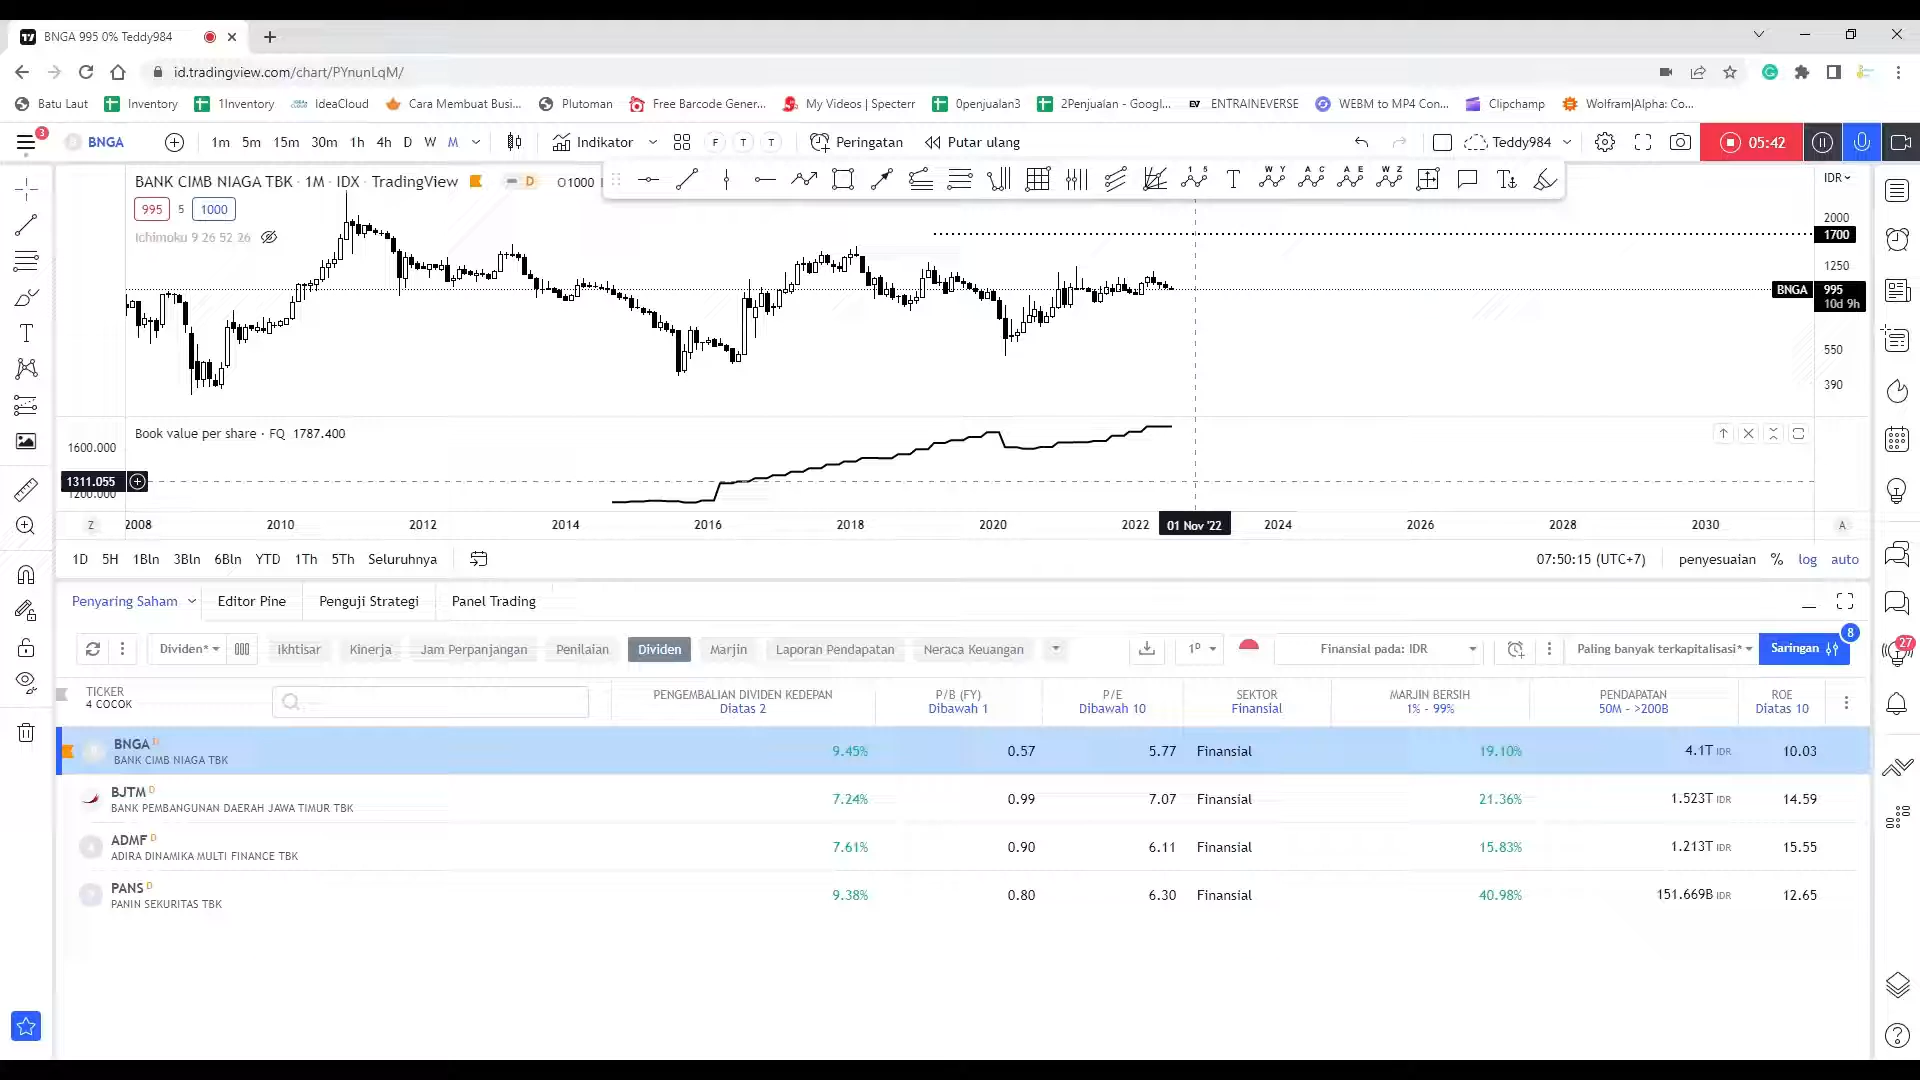 BNGA 995 0% Teddy984
id.tradingview.com/chart/PYnunLqM/
Batu Laut Inventory 1Inventory IdeaCloud Cara Membuat Busi... Plutoman Free Barcode Gener... My Videos | Specterr 0penjualan3 2Penjualan - Googl... EV ENTRAINEVERSE WEBM to MP4 Con... Clipchamp Wolfram|Alpha: Co...
3 BNGA 1m 5m 15m 30m 1h 4h D W M Indikator F T T Peringatan Putar ulang Teddy984 05:42
BANK CIMB NIAGA TBK · 1M · IDX · TradingView D O1000
IDR
995 5 1000
Ichimoku 9 26 52 26
2000
1700
1250
BNGA 995
10d 9h
550
390
Book value per share · FQ 1787.400
1600.000
1311.055
1200.000
Z 2008 2010 2012 2014 2016 2018 2020 2022 01 Nov '22 2024 2026 2028 2030 A
1D 5H 1Bln 3Bln 6Bln YTD 1Th 5Th Seluruhnya 07:50:15 (UTC+7) penyesuaian % log auto
Penyaring Saham Editor Pine Penguji Strategi Panel Trading
8
27
Dividen* Ikhtisar Kinerja Jam Perpanjangan Penilaian Dividen Margin Laporan Pendapatan Neraca Keuangan 1D Finansial pada: IDR Paling banyak terkapitalisasi* Saringan
TICKER PENGEMBALIAN DIVIDEN KEDEPAN P/B (FY) P/E SEKTOR MARJIN BERSIH PENDAPATAN ROE
4 COCOK Diatas 2 Dibawah 1 Dibawah 10 Finansial 1% - 99% 50M - >200B Diatas 10
BNGA D 9.45% 0.57 5.77 Finansial 19.10% 4.1T IDR 10.03
BANK CIMB NIAGA TBK
BJTM D 7.24% 0.99 7.07 Finansial 21.36% 1.523T IDR 14.59
BANK PEMBANGUNAN DAERAH JAWA TIMUR TBK
ADMF D 7.61% 0.90 6.11 Finansial 15.83% 1.213T IDR 15.55
ADIRA DINAMIKA MULTI FINANCE TBK
PANS D 9.38% 0.80 6.30 Finansial 40.98% 151.669B IDR 12.65
PANIN SEKURITAS TBK